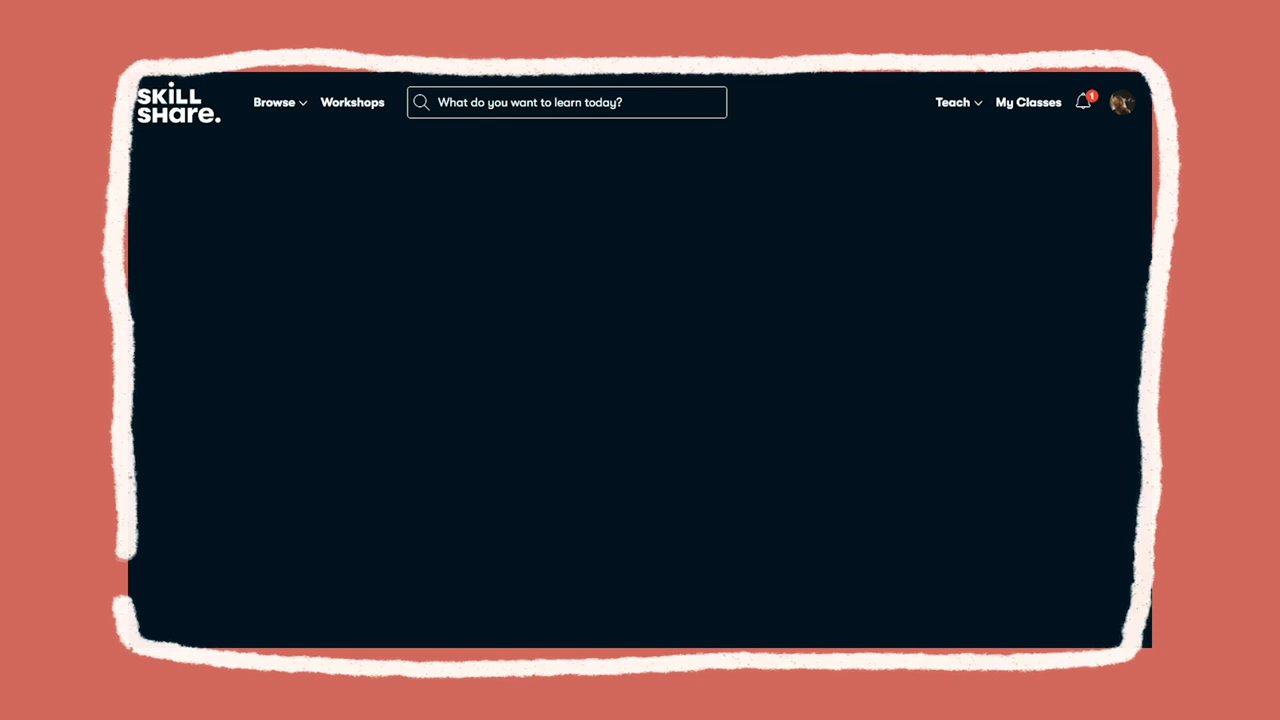 SKiLL
SHare.
Browse
Workshops
What do you want to learn today?
Teach
My Classes
1